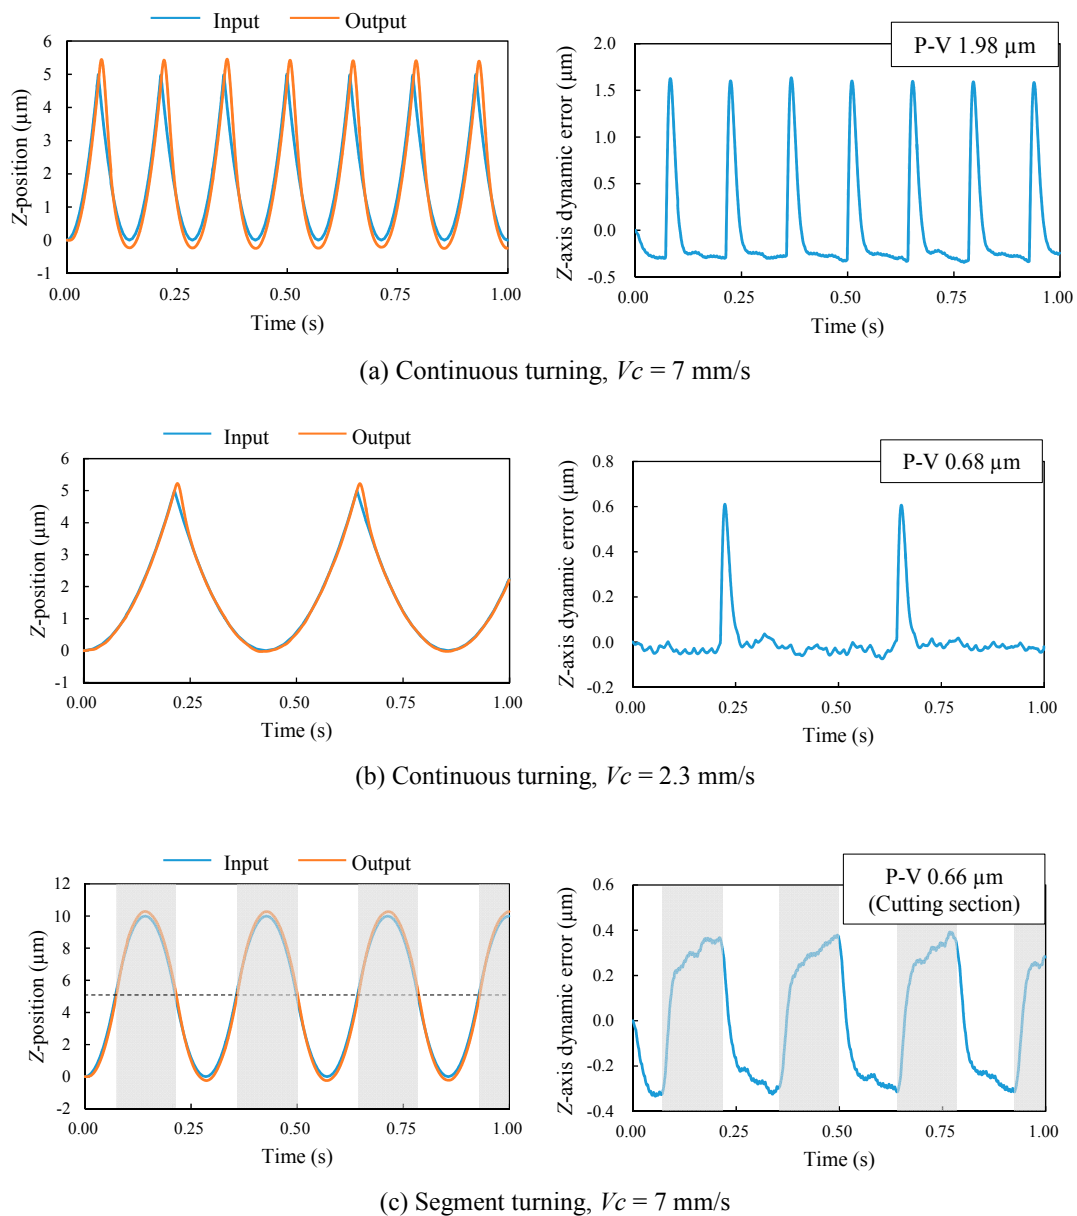 Input Output
6
5
4
3
2
1
0
-1
Z-position (µm)
0.00 0.25 0.50 0.75 1.00
Time (s)
P-V 1.98 µm
2.0
1.5
1.0
0.5
0.0
-0.5
Z-axis dynamic error (µm)
0.00 0.25 0.50 0.75 1.00
Time (s)
(a) Continuous turning, Vc = 7 mm/s
Input Output
6
5
4
3
2
1
0
-1
Z-position (µm)
0.00 0.25 0.50 0.75 1.00
Time (s)
P-V 0.68 µm
0.8
0.6
0.4
0.2
0.0
-0.2
Z-axis dynamic error (µm)
0.00 0.25 0.50 0.75 1.00
Time (s)
(b) Continuous turning, Vc = 2.3 mm/s
Input Output
12
10
8
6
4
2
0
-2
Z-position (µm)
0.00 0.25 0.50 0.75 1.00
Time (s)
P-V 0.66 µm
(Cutting section)
0.6
0.4
0.2
0.0
-0.2
-0.4
Z-axis dynamic error (µm)
0.00 0.25 0.50 0.75 1.00
Time (s)
(c) Segment turning, Vc = 7 mm/s